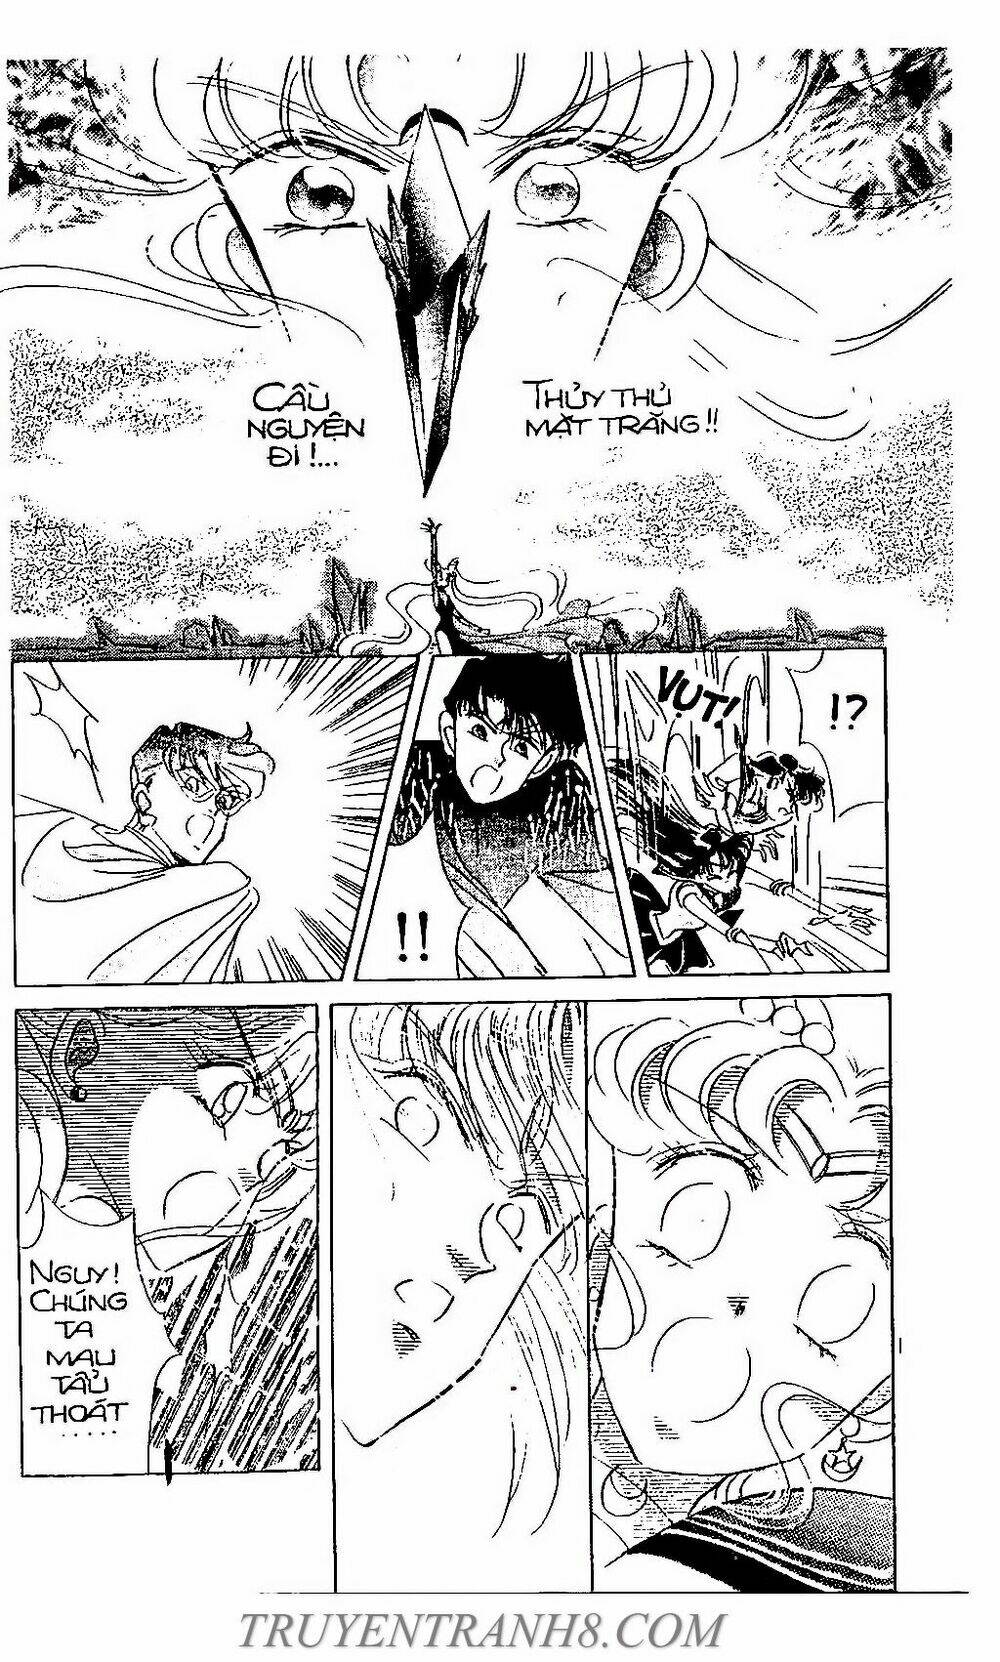 THỦY THỦ
MẶT TRĂNG!!
CẦU
NGUYỆN
ĐI!...
VỤT!
!?
!!
NGUY!
CHÚNG
TA
MAU
TẨU
THOÁT
.....
TRUYENTRANH8.COM